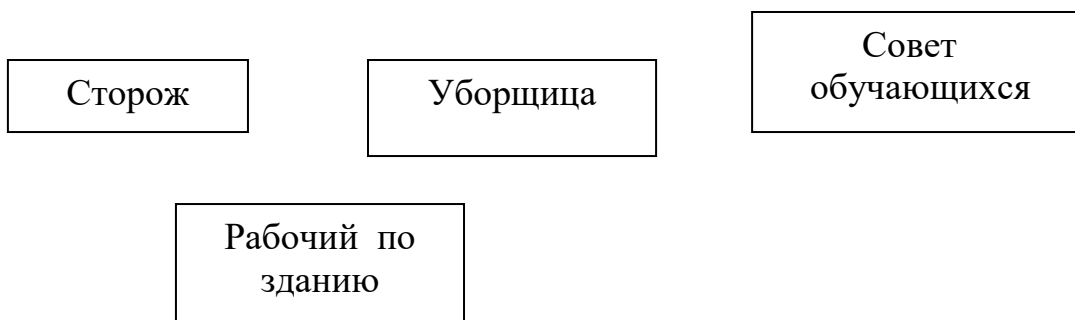 Сторож
Уборщица
Совет
обучающихся
Рабочий по
зданию